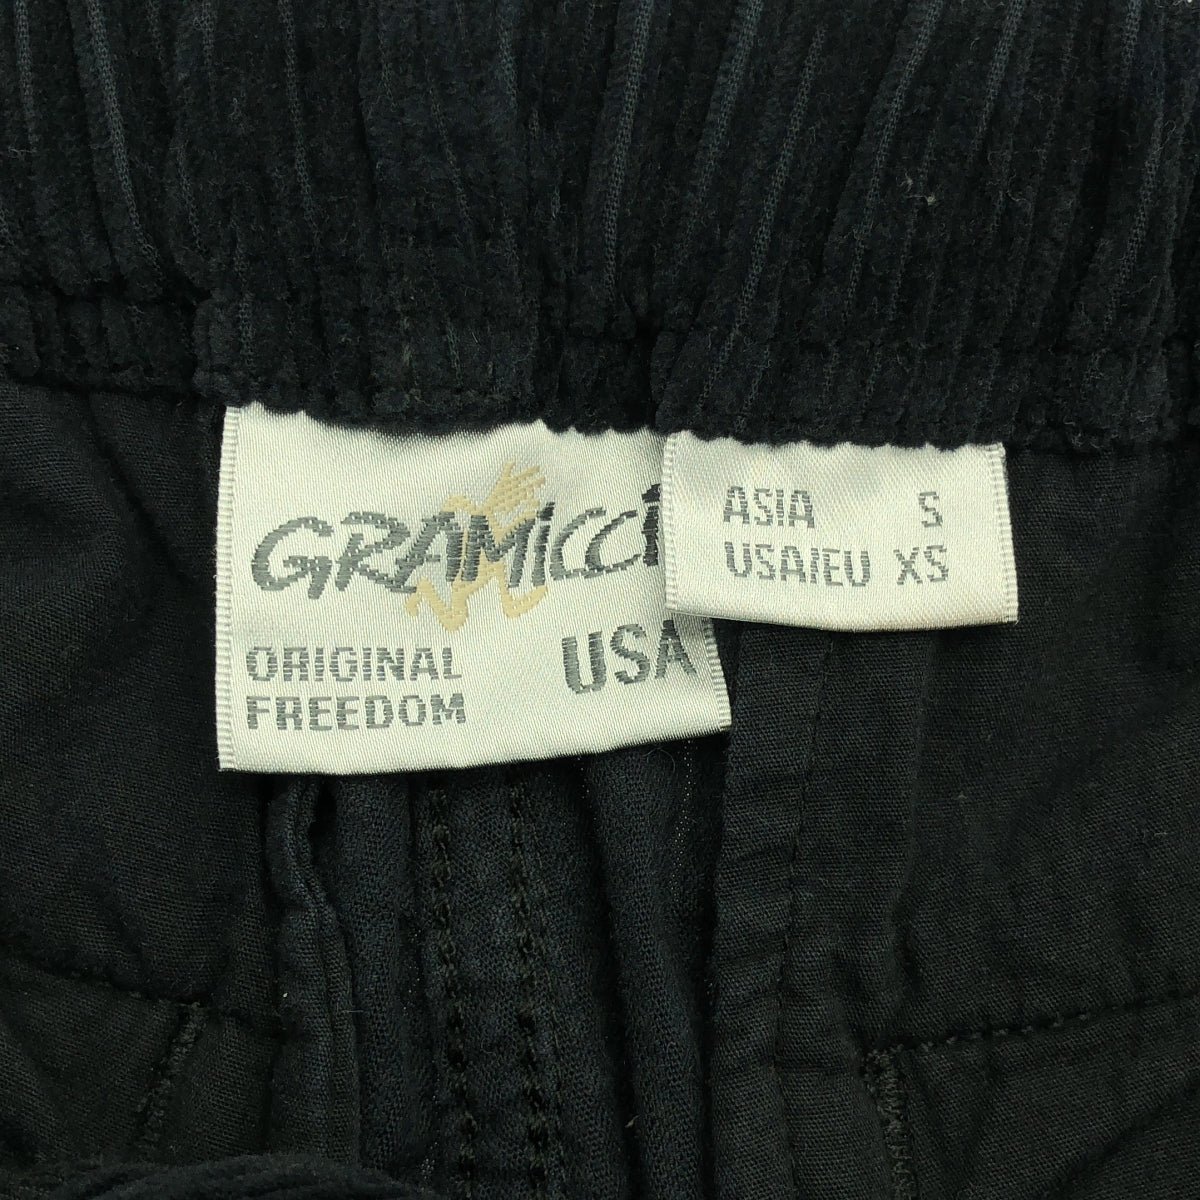 GRAMiCCi
ORIGINAL
FREEDOM
USA
ASIA S
USA/EU XS